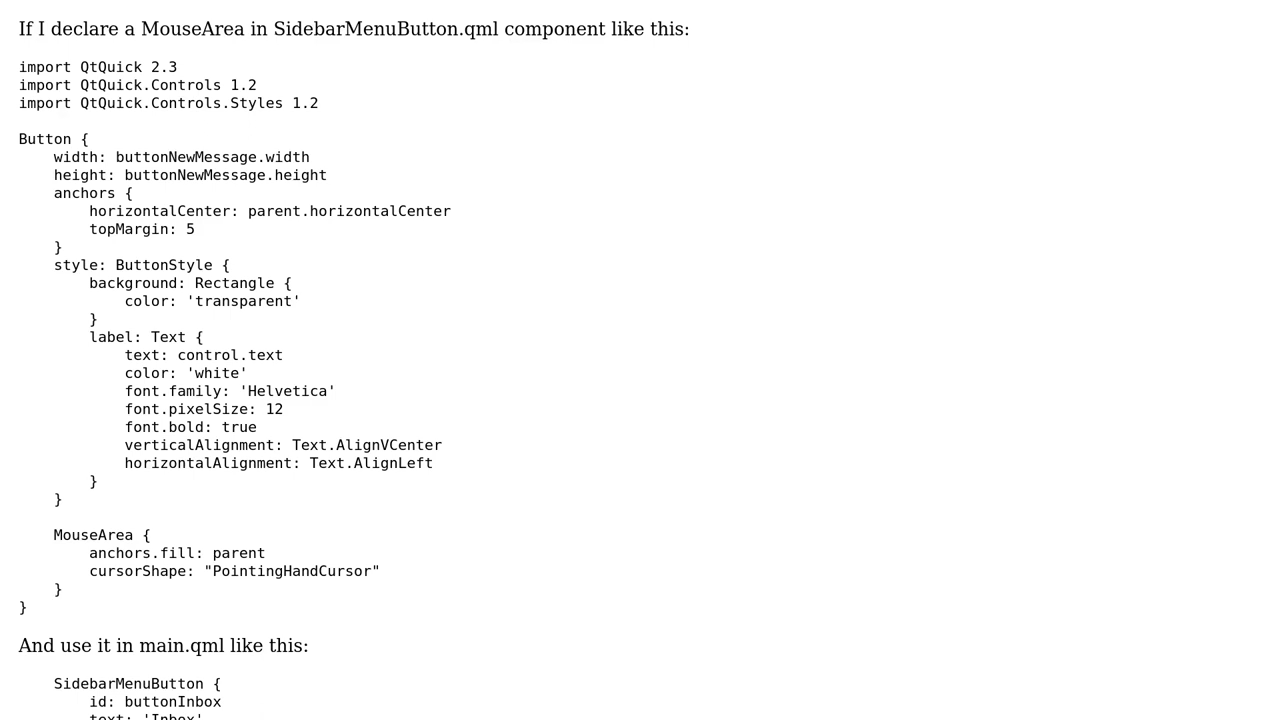 If I declare a MouseArea in SidebarMenuButton.qml component like this:
import QtQuick 2.3
import QtQuick.Controls 1.2
import QtQuick.Controls.Styles 1.2
Button {
    width: buttonNewMessage.width
    height: buttonNewMessage.height
    anchors {
        horizontalCenter: parent.horizontalCenter
        topMargin: 5
    }
    style: ButtonStyle {
        background: Rectangle {
            color: 'transparent'
        }
        label: Text {
            text: control.text
            color: 'white'
            font.family: 'Helvetica'
            font.pixelSize: 12
            font.bold: true
            verticalAlignment: Text.AlignVCenter
            horizontalAlignment: Text.AlignLeft
        }
    }
    MouseArea {
        anchors.fill: parent
        cursorShape: "PointingHandCursor"
    }
}
And use it in main.qml like this:
    SidebarMenuButton {
        id: buttonInbox
        text: 'Inbox'